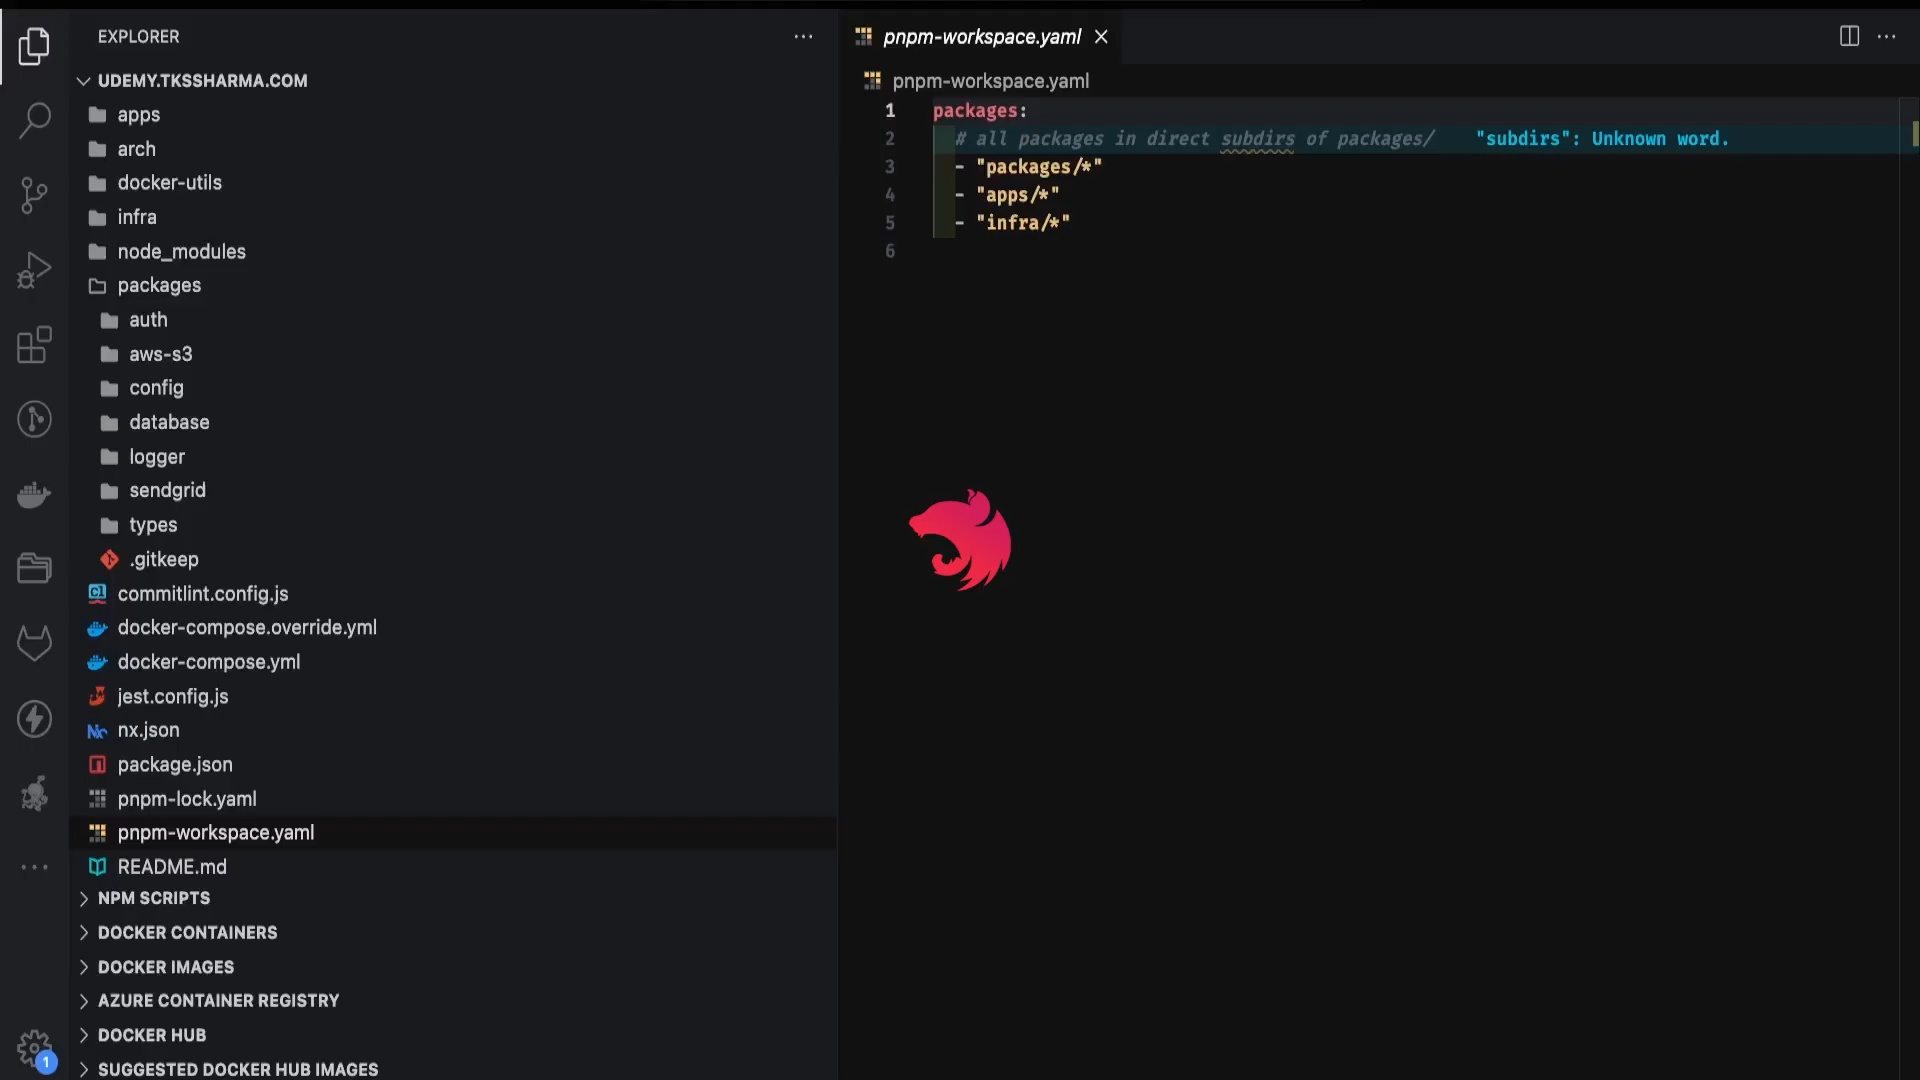 EXPLORER
UDEMY.TKSSHARMA.COM
apps
arch
docker-utils
infra
node_modules
packages
auth
aws-s3
config
database
logger
sendgrid
types
.gitkeep
commitlint.config.js
docker-compose.override.yml
docker-compose.yml
jest.config.js
nx.json
package.json
pnpm-lock.yaml
pnpm-workspace.yaml
README.md
NPM SCRIPTS
DOCKER CONTAINERS
DOCKER IMAGES
AZURE CONTAINER REGISTRY
DOCKER HUB
SUGGESTED DOCKER HUB IMAGES
1
pnpm-workspace.yaml
pnpm-workspace.yaml
1 packages:
2 # all packages in direct subdirs of packages/ "subdirs": Unknown word.
3 - "packages/*"
4 - "apps/*"
5 - "infra/*"
6